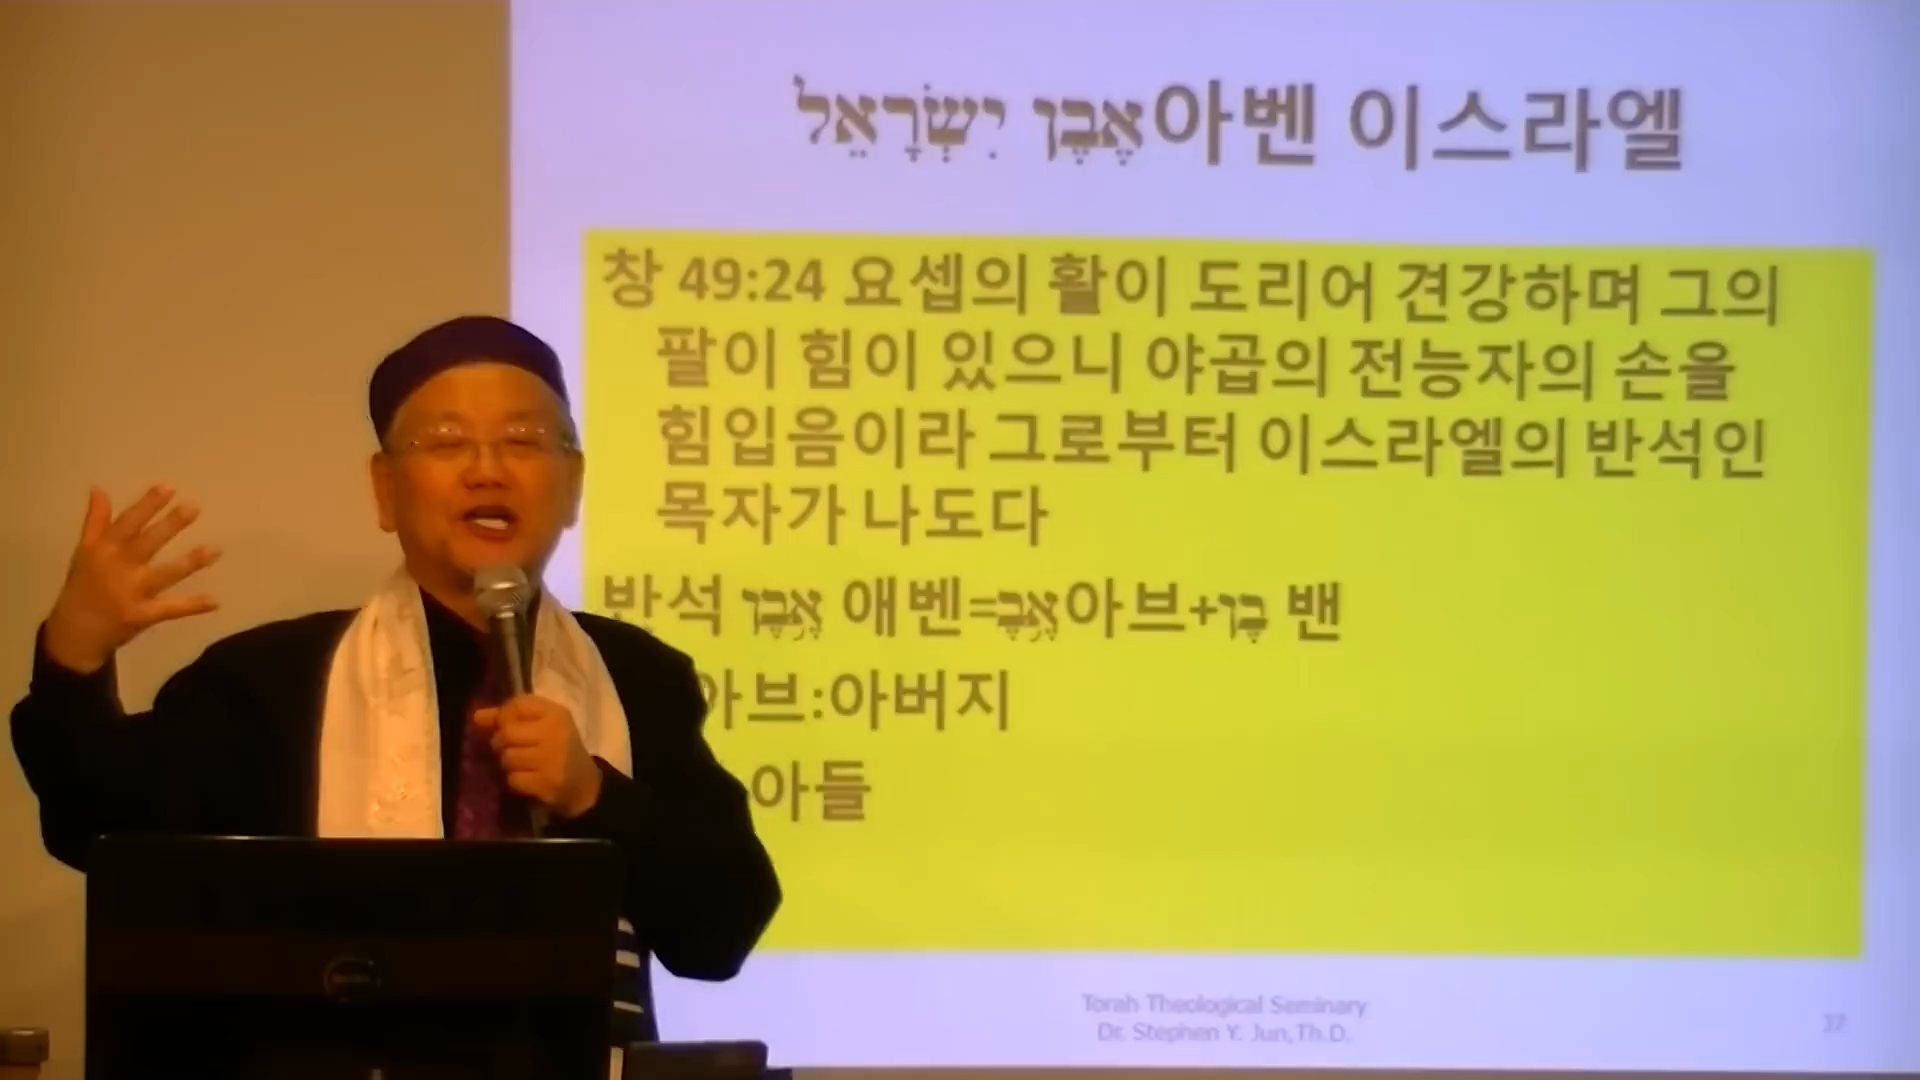 אֶבֶן יִשְׂרָאֵל아벤 이스라엘
창 49:24 요셉의 활이 도리어 견강하며 그의
팔이 힘이 있으니 야곱의 전능자의 손을
힘입음이라 그로부터 이스라엘의 반석인
목자가 나도다
반석 אֶ֥בֶן 애벤=אֶ֥בֶ아브+בֶן 밴
아브:아버지
아들
Torah Theological Seminary
Dr. Stephen Y. Jun,Th.D.
37